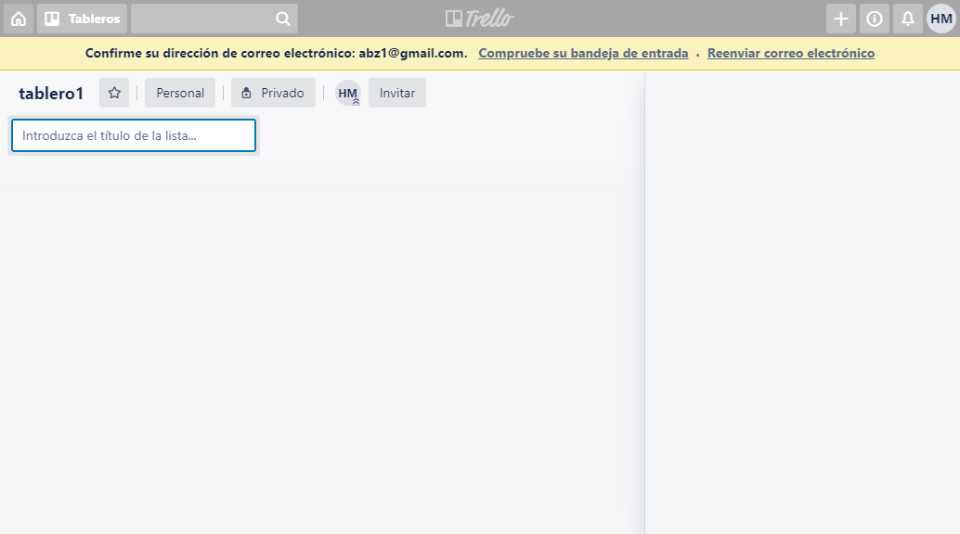 Tableros
Trello
HM
Confirme su dirección de correo electrónico: abz1@gmail.com. Compruebe su bandeja de entrada · Reenviar correo electrónico
tablero1
Personal
Privado
HM
Invitar
Introduzca el título de la lista...